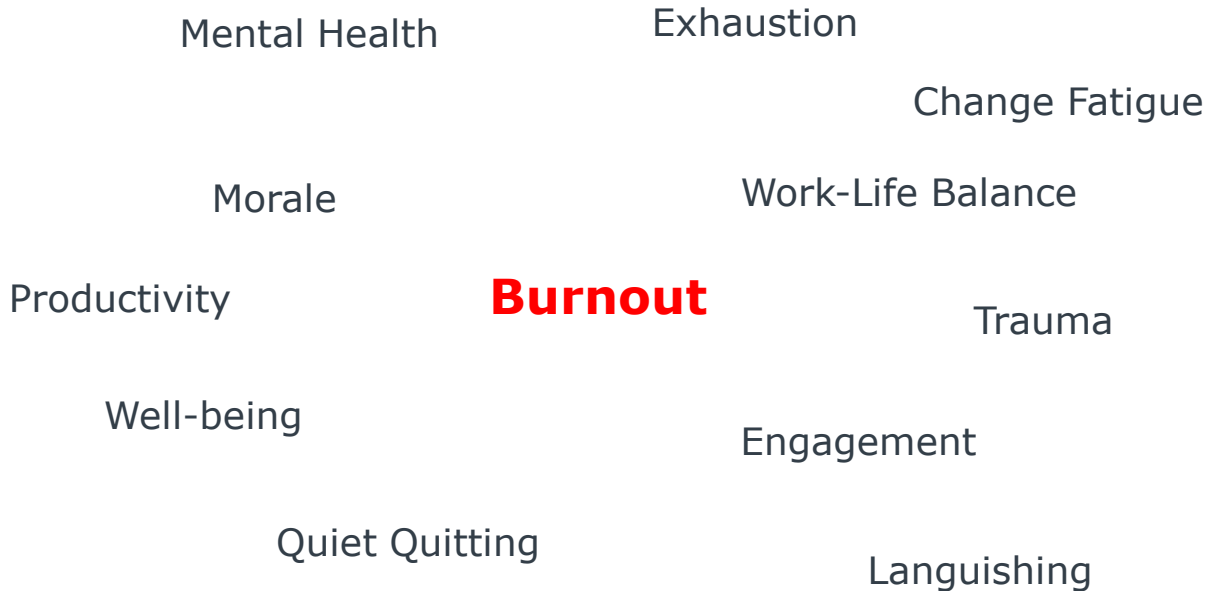 Mental Health
Exhaustion
Change Fatigue
Morale
Work-Life Balance
Productivity
Burnout
Trauma
Well-being
Engagement
Quiet Quitting
Languishing